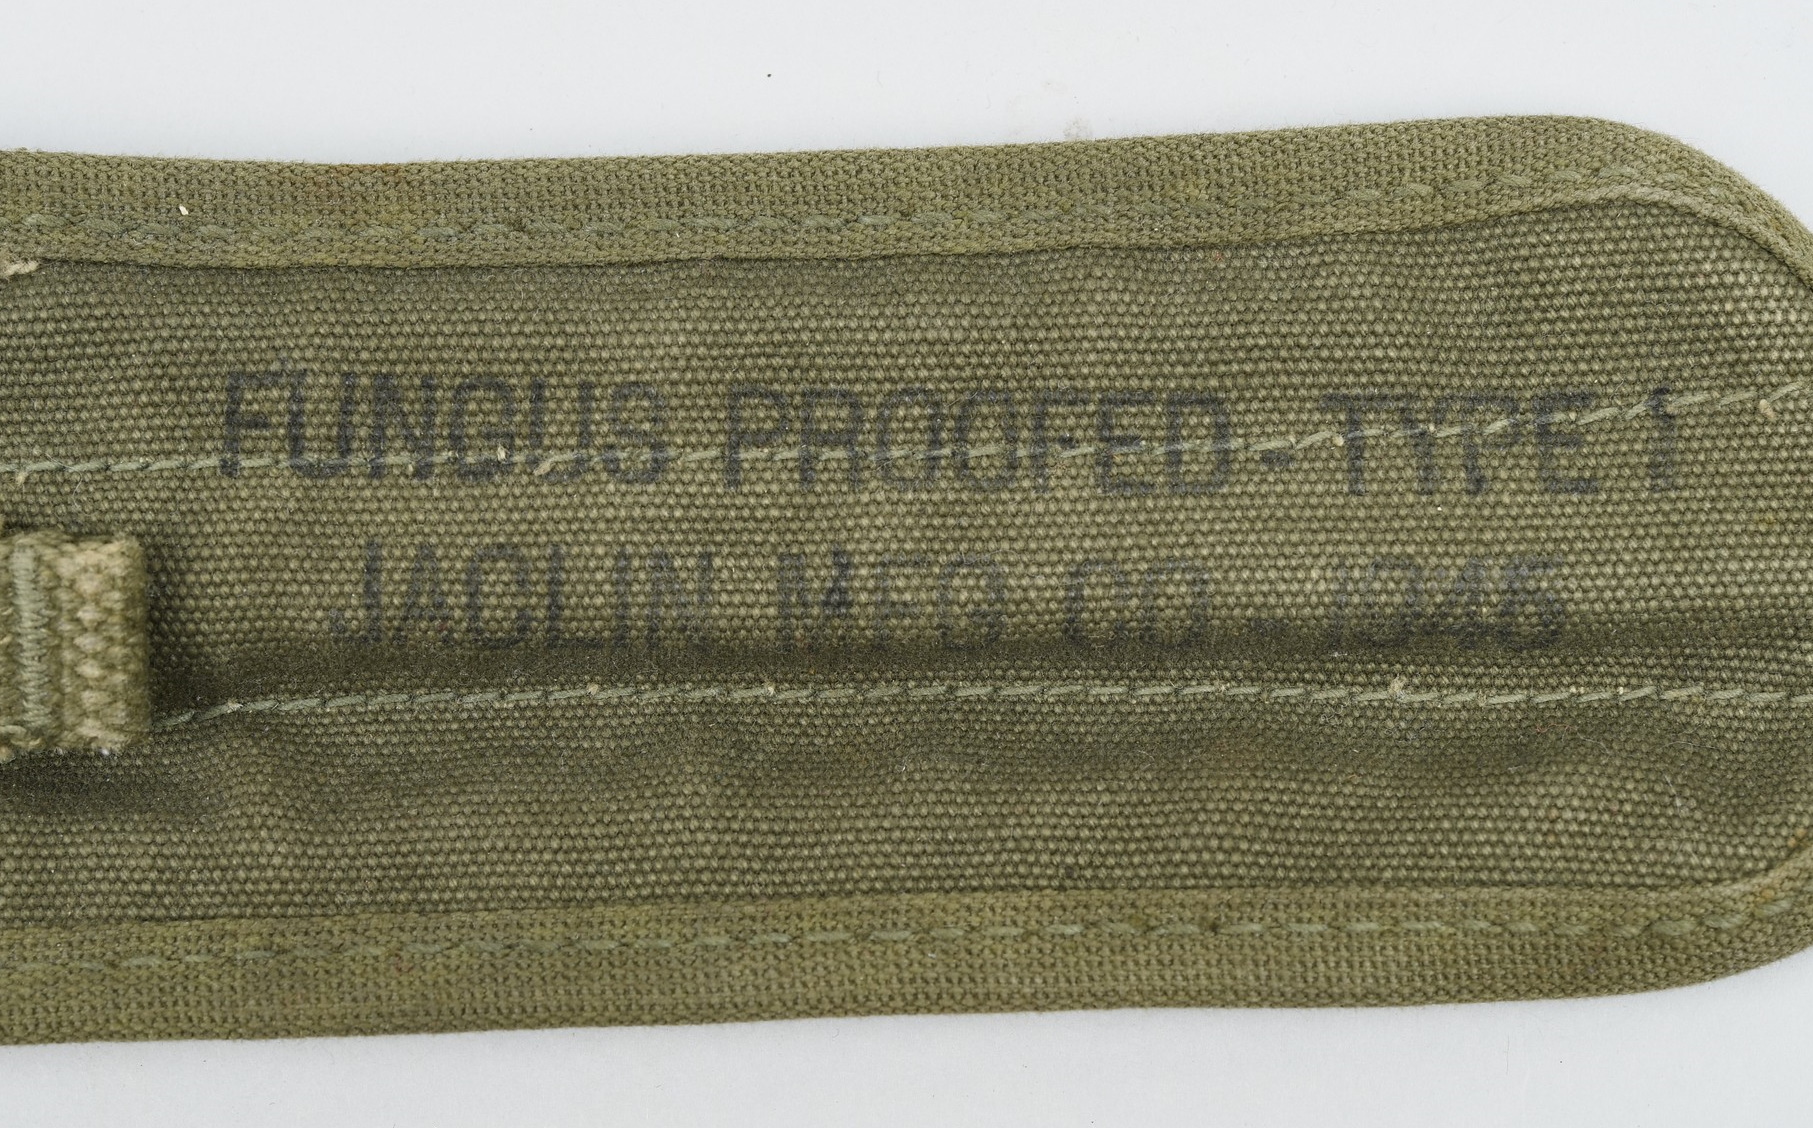 FUNGUS PROOFED - TYPE 1
JACLIN MFG CO - 1945